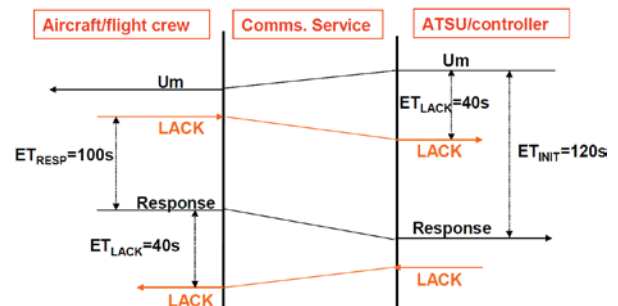 Aircraft/flight crew
Comms. Service
ATSU/controller
Um
Um
ET_LACK=40s
LACK
LACK
ET_RESP=100s
ET_INIT=120s
Response
Response
ET_LACK=40s
LACK
LACK